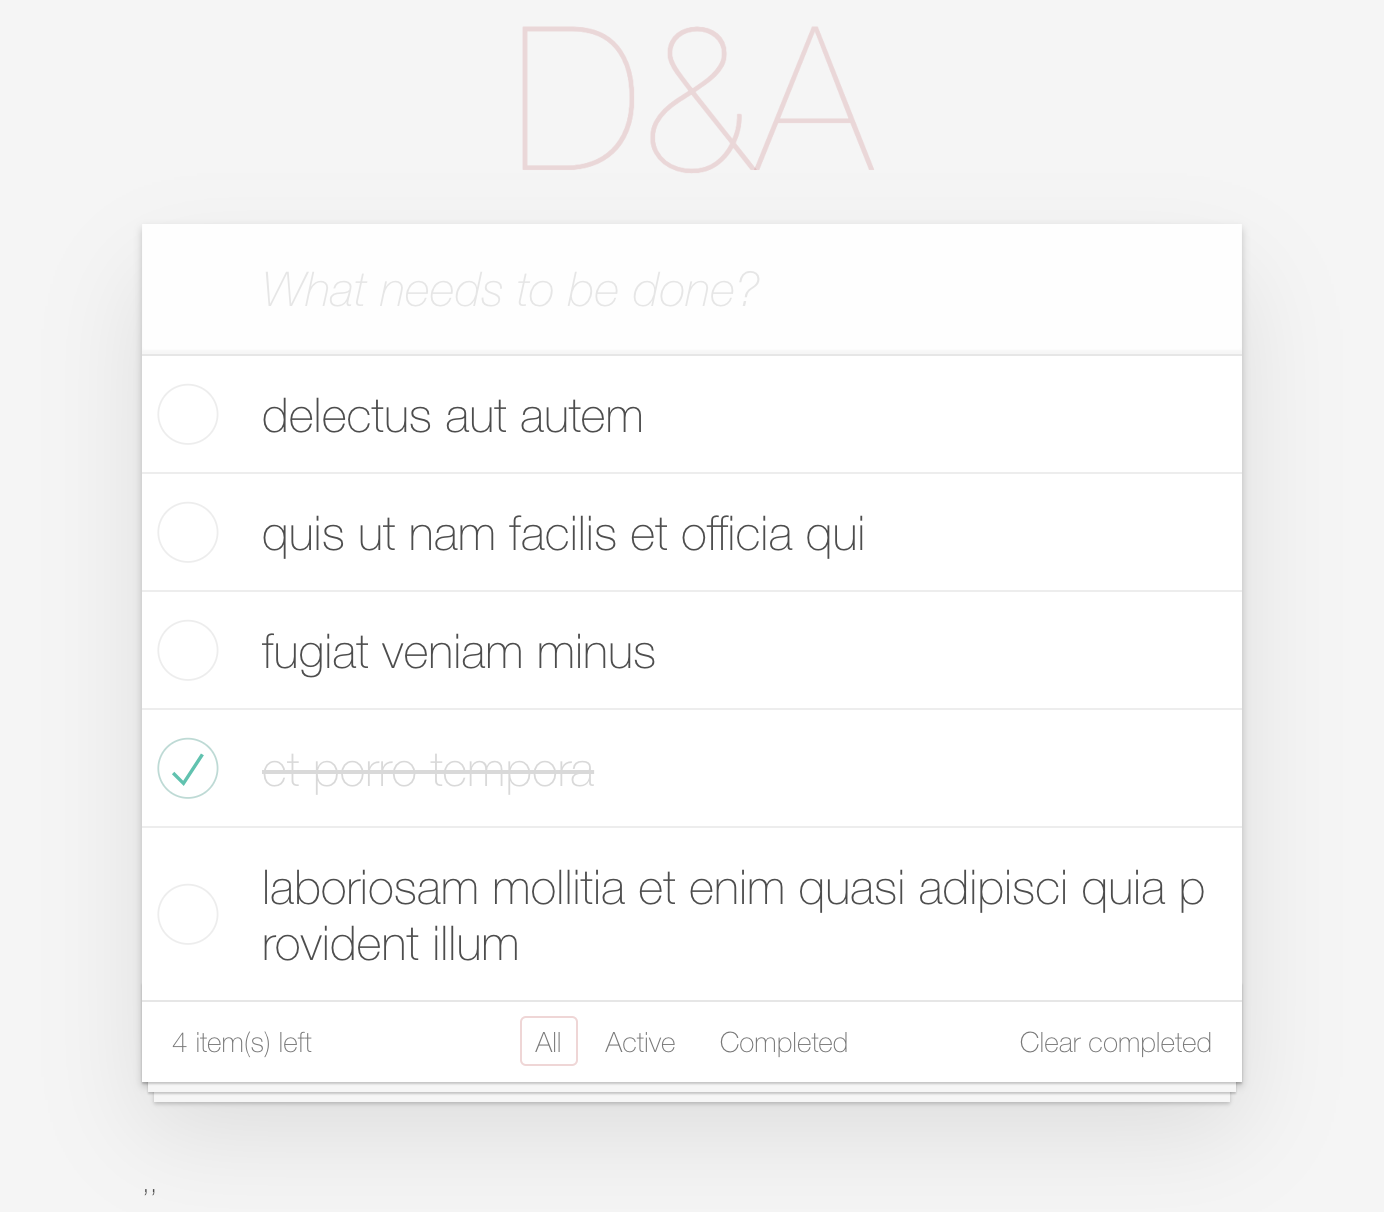 D&A
What needs to be done?
delectus aut autem
quis ut nam facilis et officia qui
fugiat veniam minus
et porro tempora
laboriosam mollitia et enim quasi adipisci quia p
rovident illum
4 item(s) left All Active Completed Clear completed
,,